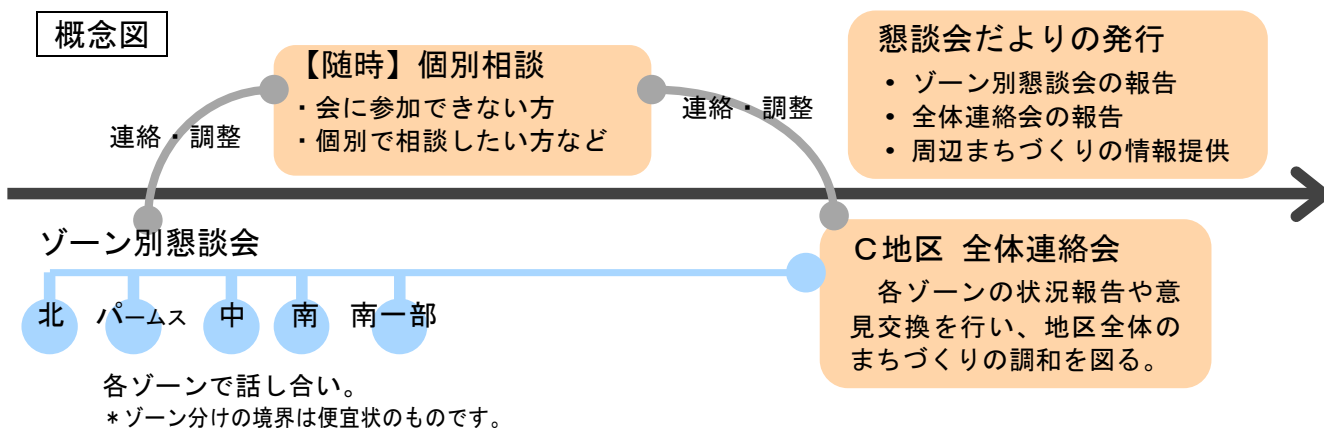 概念図
【随時】個別相談
・会に参加できない方
・個別で相談したい方など
連絡・調整
連絡・調整
懇談会だよりの発行
• ゾーン別懇談会の報告
• 全体連絡会の報告
• 周辺まちづくりの情報提供
ゾーン別懇談会
北 パームス 中 南 南一部
各ゾーンで話し合い。
*ゾーン分けの境界は便宜状のものです。
C地区 全体連絡会
各ゾーンの状況報告や意
見交換を行い、地区全体の
まちづくりの調和を図る。